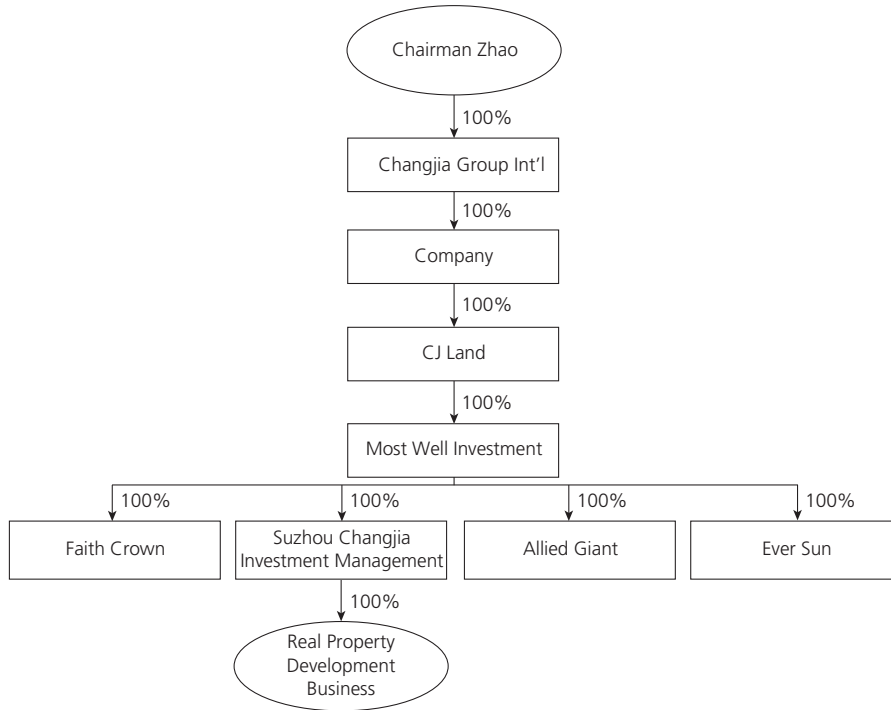 Chairman Zhao
100%
Changjia Group Int'l
100%
Company
100%
CJ Land
100%
Most Well Investment
100%
100%
100%
100%
Faith Crown
Suzhou Changjia
Investment Management
Allied Giant
Ever Sun
100%
Real Property
Development
Business